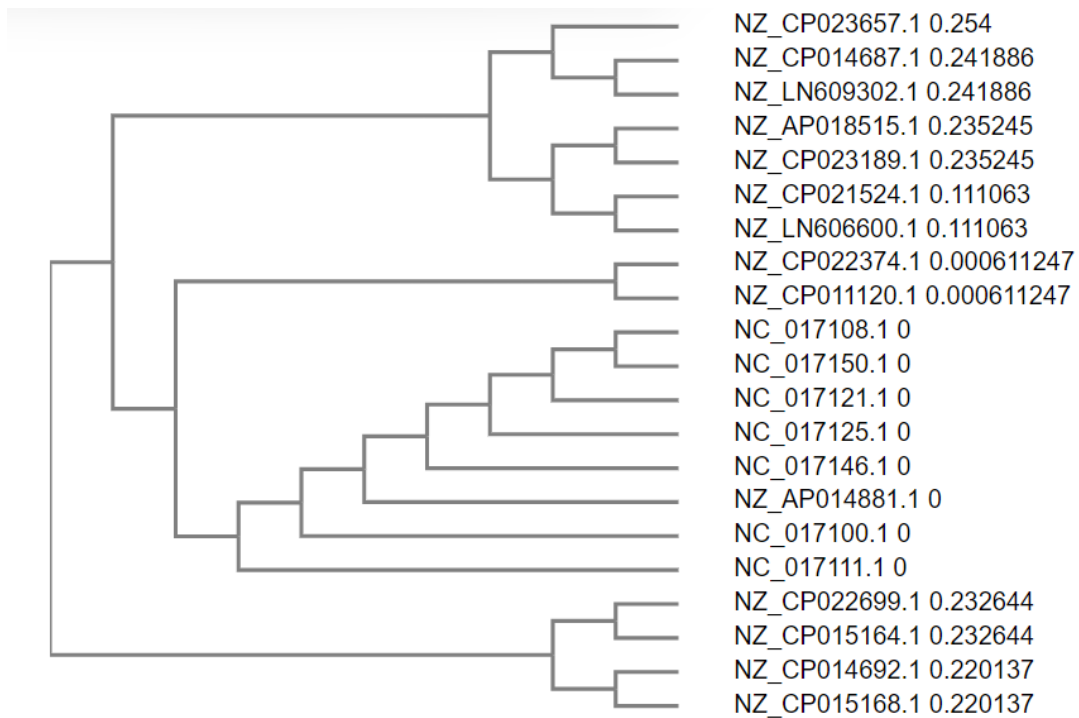 NZ_CP023657.1 0.254
NZ_CP014687.1 0.241886
NZ_LN609302.1 0.241886
NZ_AP018515.1 0.235245
NZ_CP023189.1 0.235245
NZ_CP021524.1 0.111063
NZ_LN606600.1 0.111063
NZ_CP022374.1 0.000611247
NZ_CP011120.1 0.000611247
NC_017108.1 0
NC_017150.1 0
NC_017121.1 0
NC_017125.1 0
NC_017146.1 0
NZ_AP014881.1 0
NC_017100.1 0
NC_017111.1 0
NZ_CP022699.1 0.232644
NZ_CP015164.1 0.232644
NZ_CP014692.1 0.220137
NZ_CP015168.1 0.220137